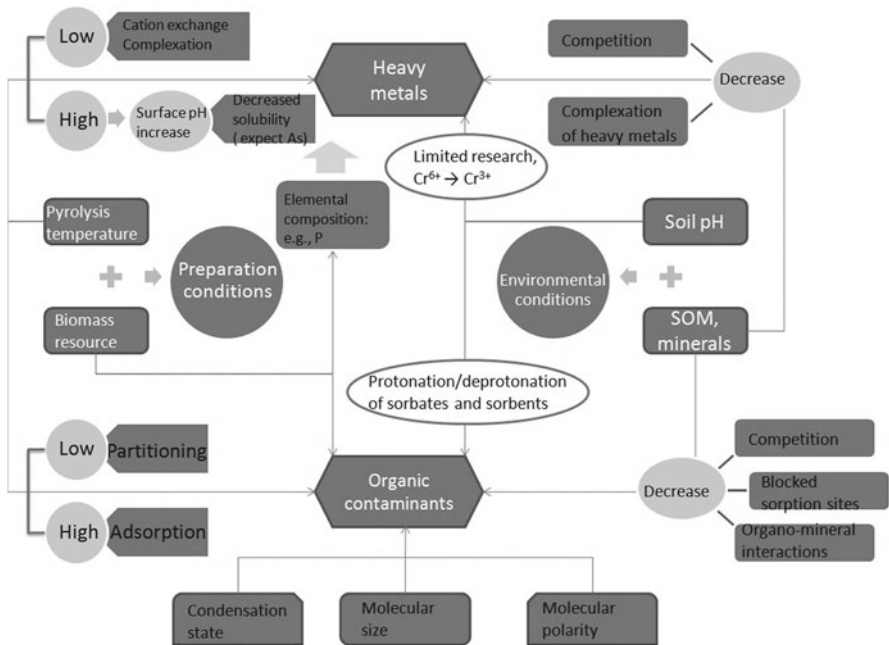 Low
Cation exchange
Complexation
High
Surface pH
increase
Decreased
solubility
( expect As)
Heavy
metals
Competition
Complexation
of heavy metals
Decrease
Limited research,
Cr⁶⁺ → Cr³⁺
Pyrolysis
temperature
Biomass
resource
Preparation
conditions
Elemental
composition:
e.g., P
Environmental
conditions
Soil pH
SOM,
minerals
Protonation/deprotonation
of sorbates and sorbents
Low
Partitioning
High
Adsorption
Organic
contaminants
Decrease
Competition
Blocked
sorption sites
Organo-mineral
interactions
Condensation
state
Molecular
size
Molecular
polarity